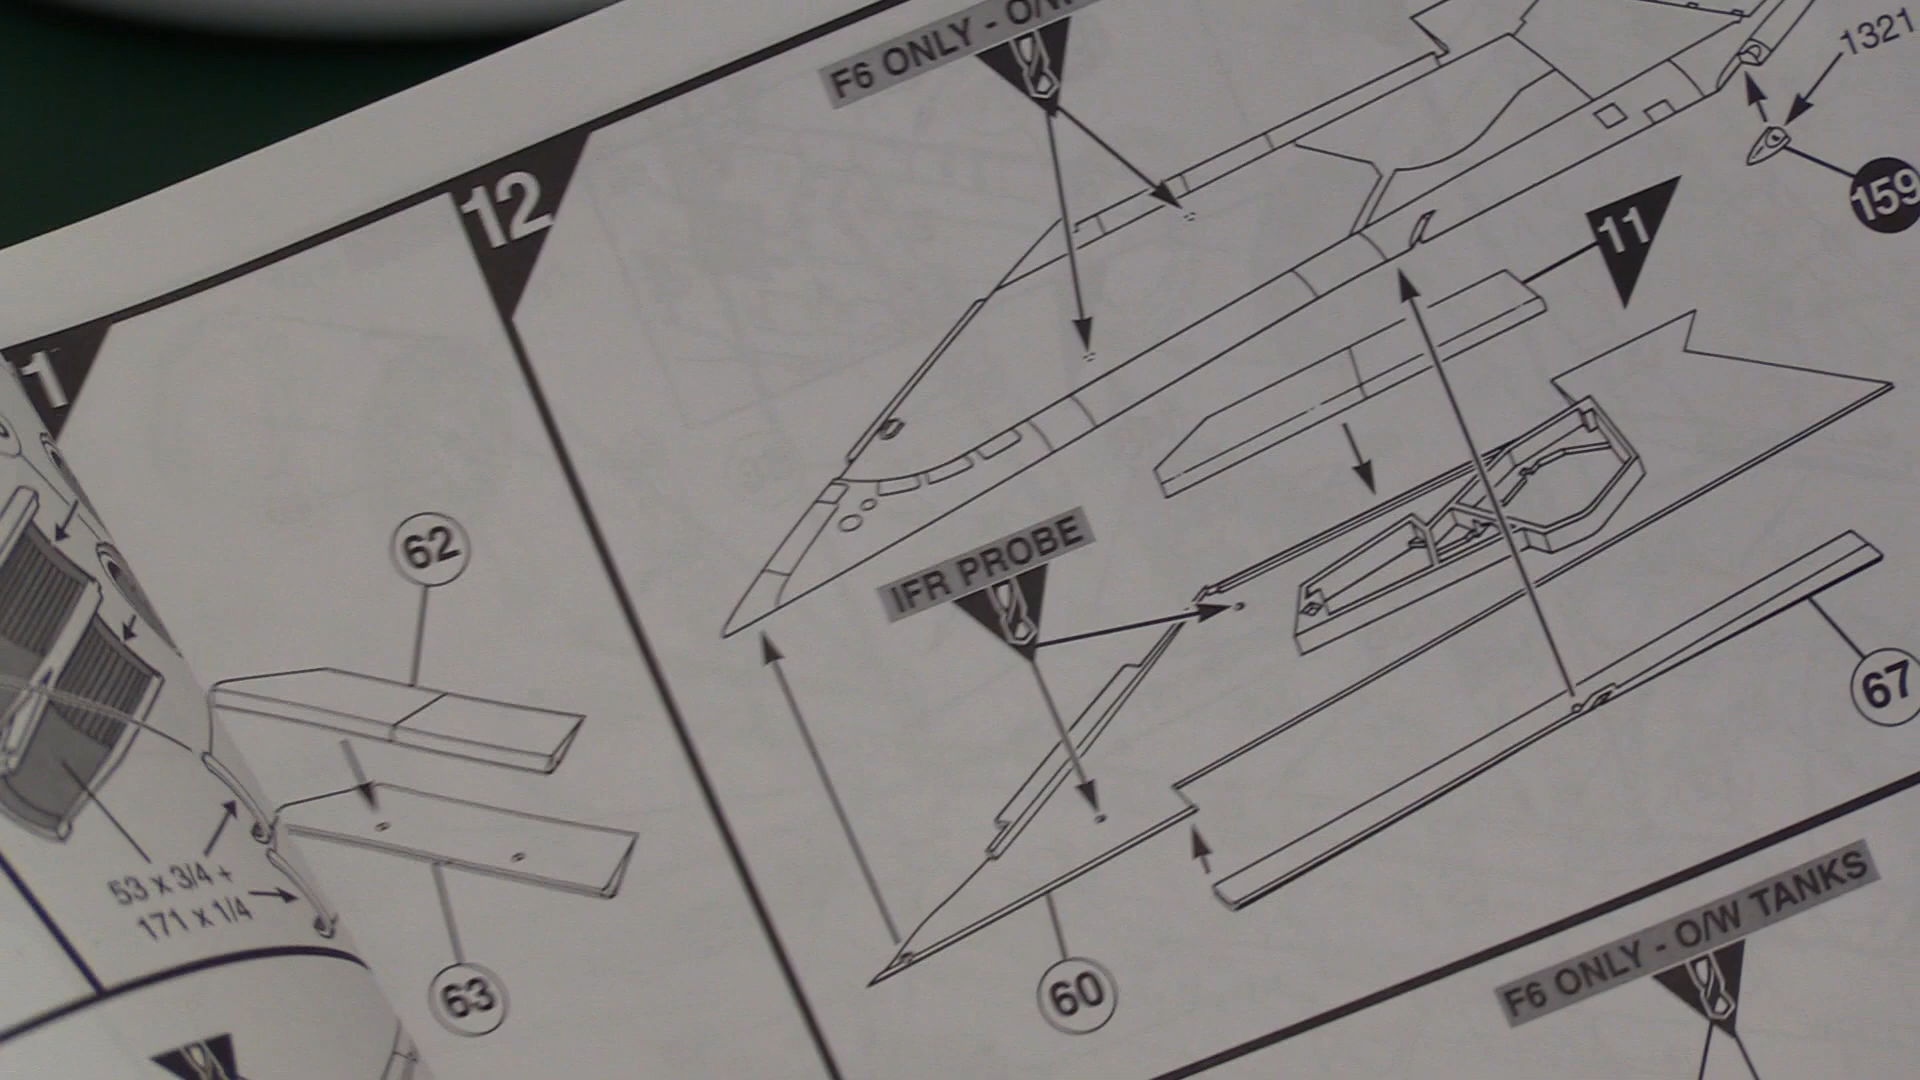 F6 ONLY - O/W
1321
159
12
11
1
62
IFR PROBE
67
53 x 3/4 +
171 x 1/4
63
60
F6 ONLY - O/W TANKS